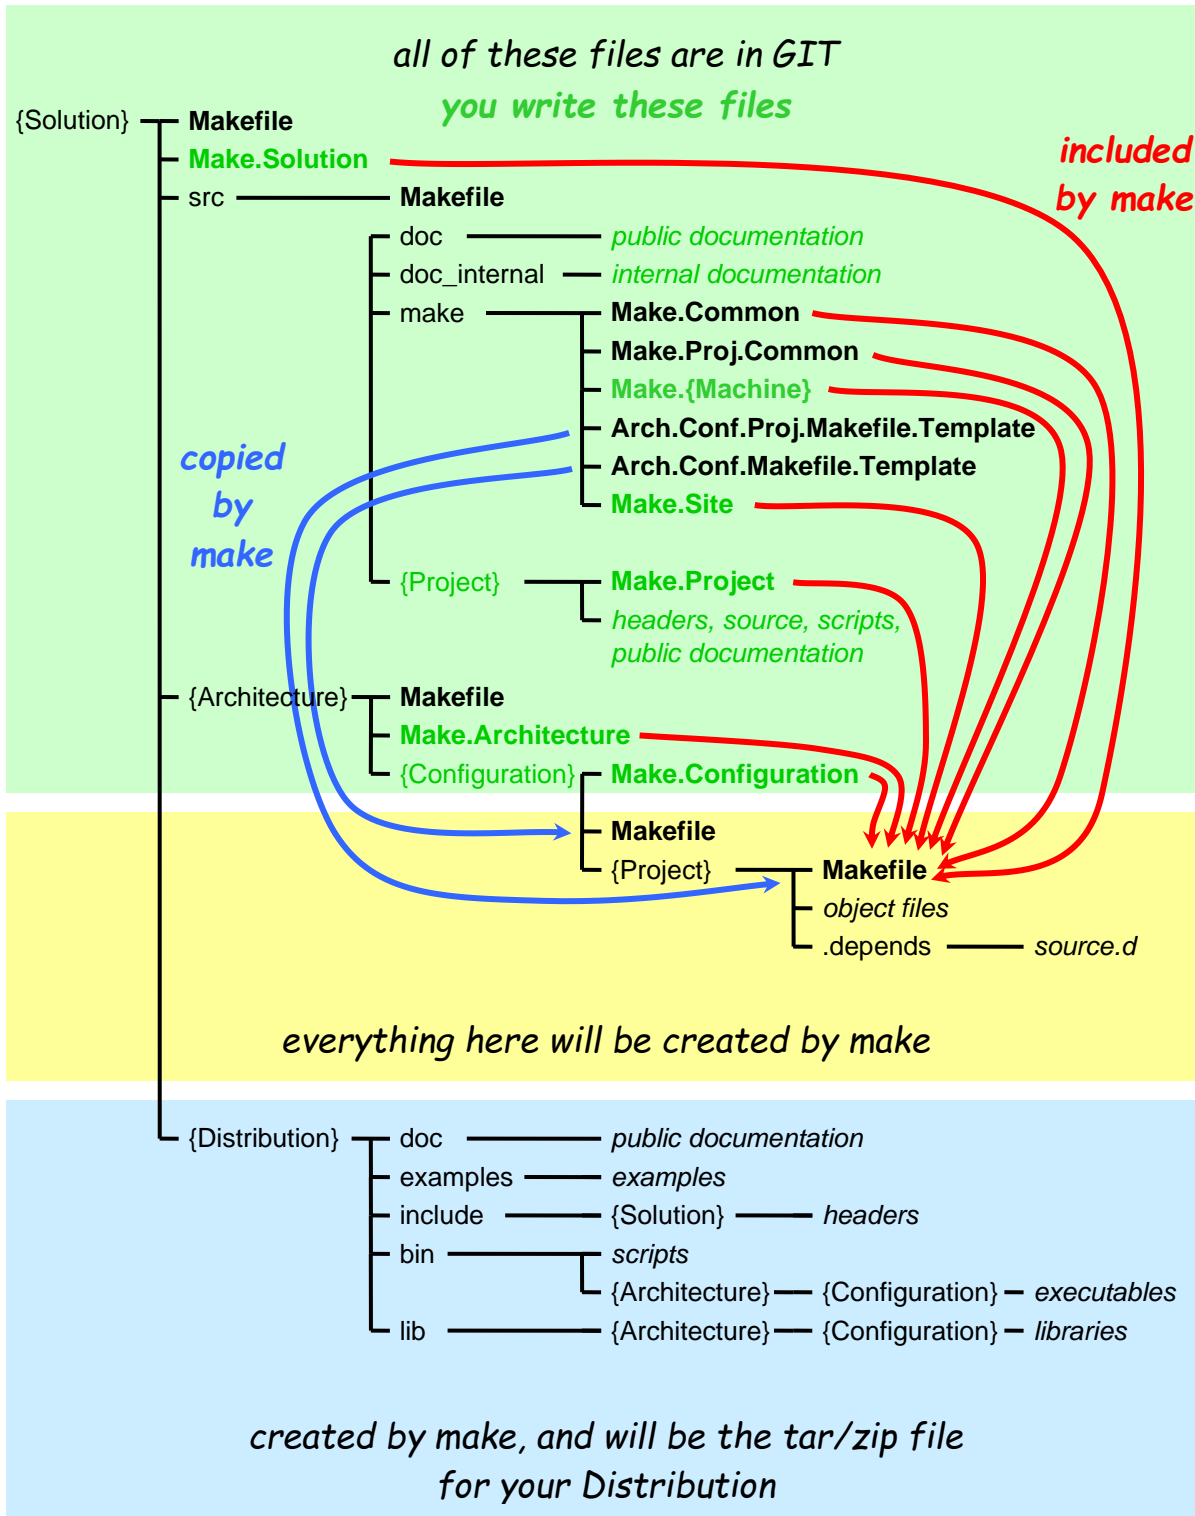 all of these files are in GIT
you write these files
{Solution} Makefile
Make.Solution
included
by make
src Makefile
doc public documentation
doc_internal internal documentation
make Make.Common
Make.Proj.Common
Make.{Machine}
Arch.Conf.Proj.Makefile.Template
Arch.Conf.Makefile.Template
Make.Site
copied
by
make
{Project} Make.Project
headers, source, scripts,
public documentation
{Architecture} Makefile
Make.Architecture
{Configuration} Make.Configuration
Makefile
{Project} Makefile
object files
.depends source.d
everything here will be created by make
{Distribution} doc public documentation
examples examples
include {Solution} headers
bin scripts
{Architecture} {Configuration} executables
lib {Architecture} {Configuration} libraries
created by make, and will be the tar/zip file
for your Distribution